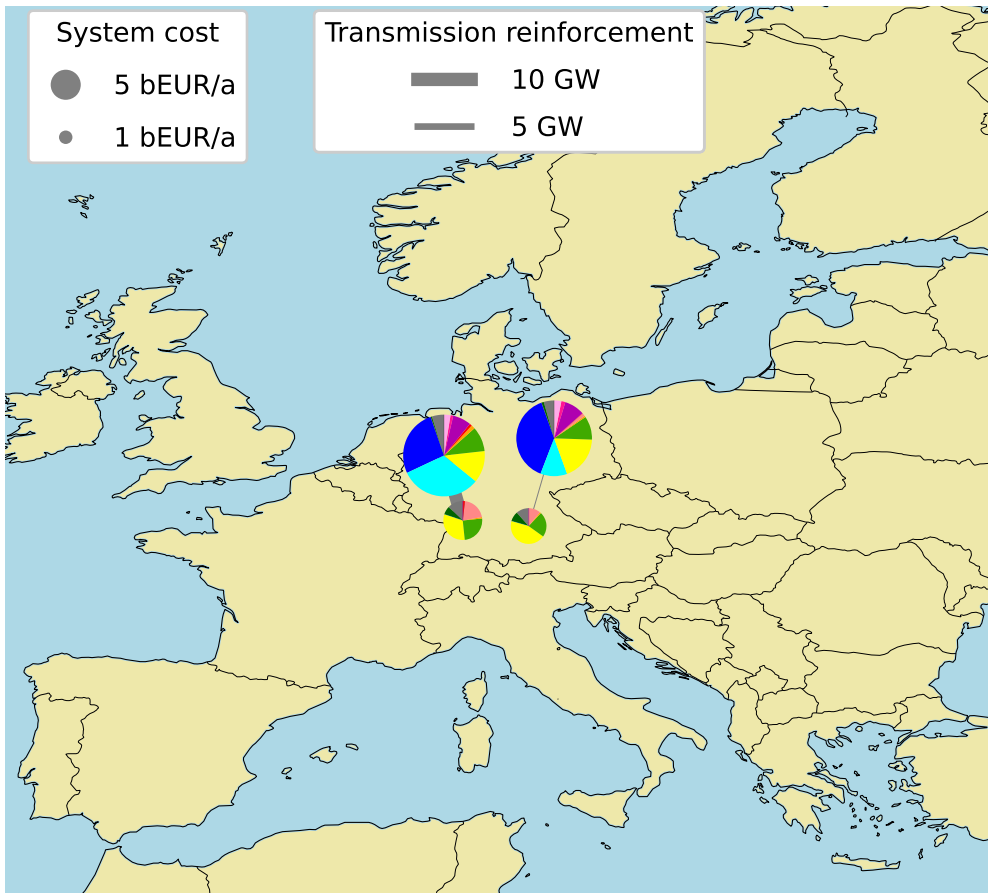 System cost
5 bEUR/a
1 bEUR/a
Transmission reinforcement
10 GW
5 GW